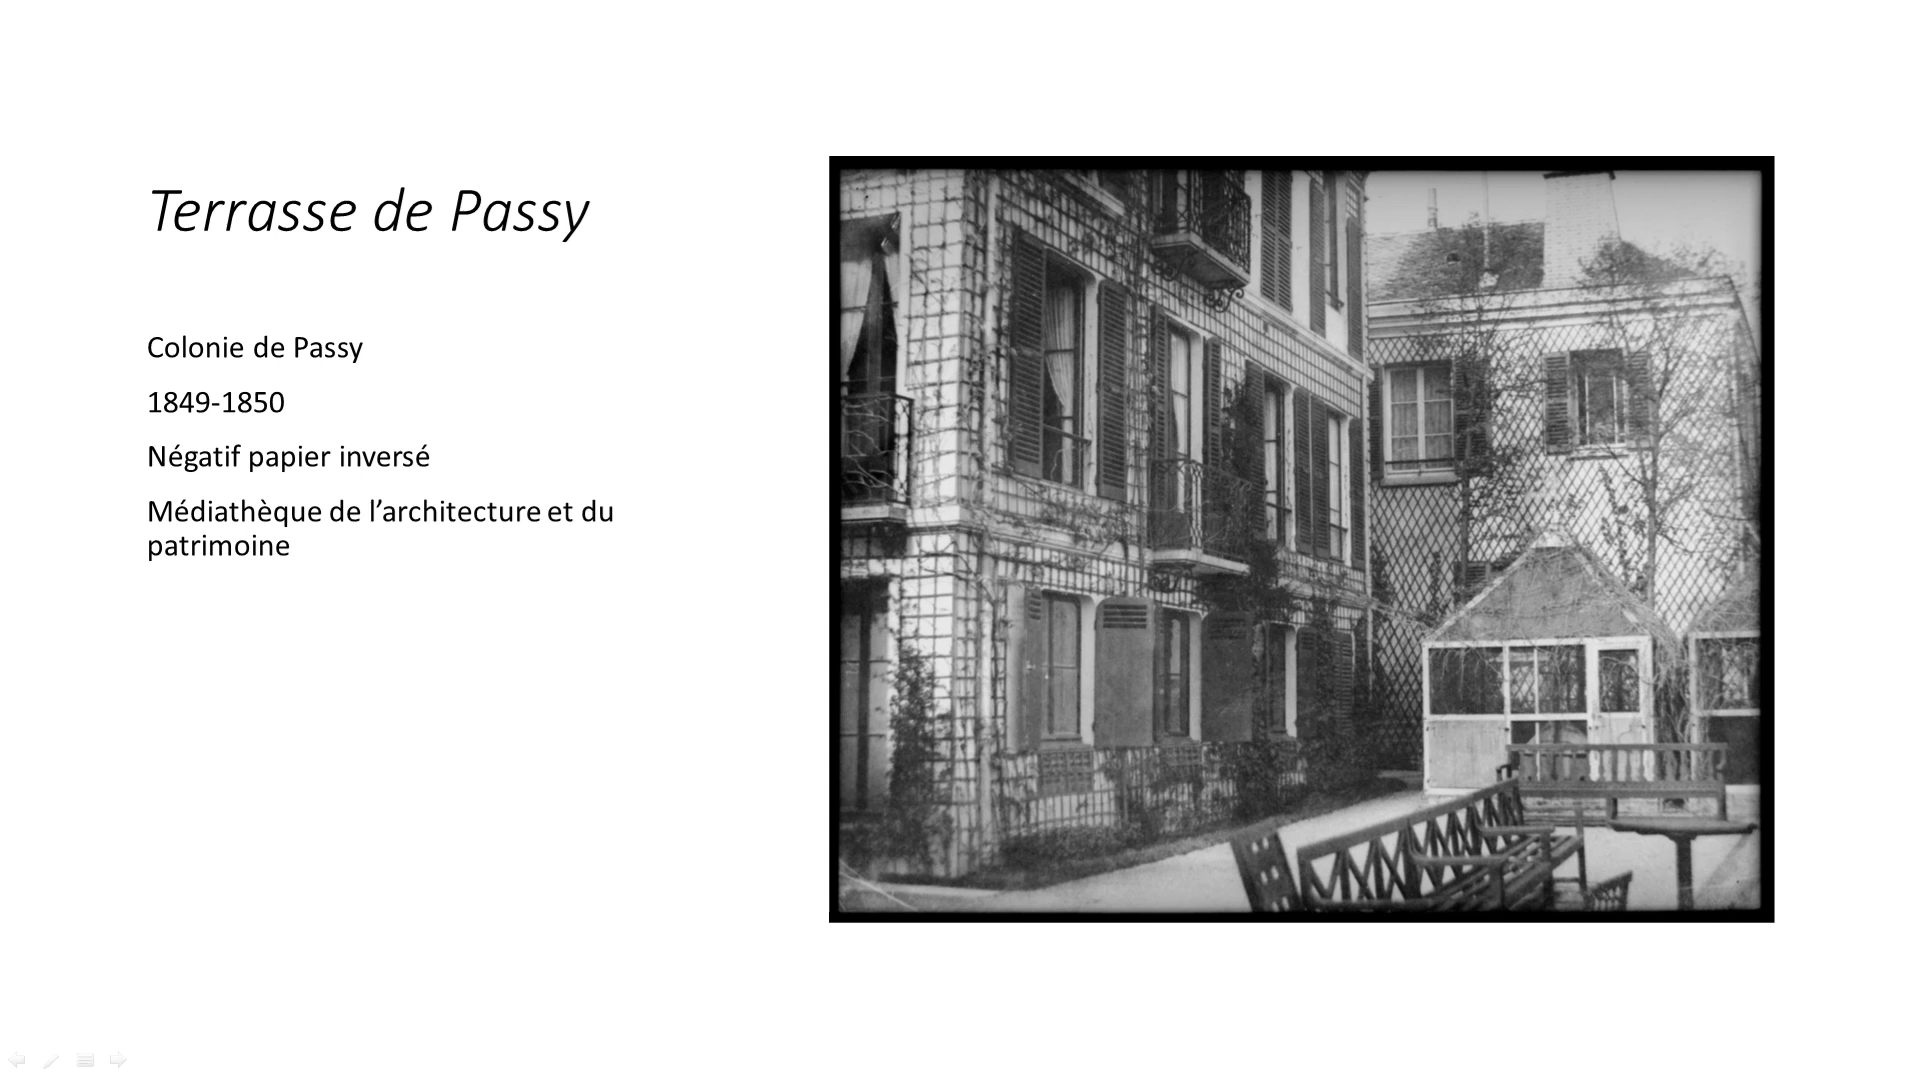 Terrasse de Passy
Colonie de Passy
1849-1850
Négatif papier inversé
Médiathèque de l’architecture et du
patrimoine